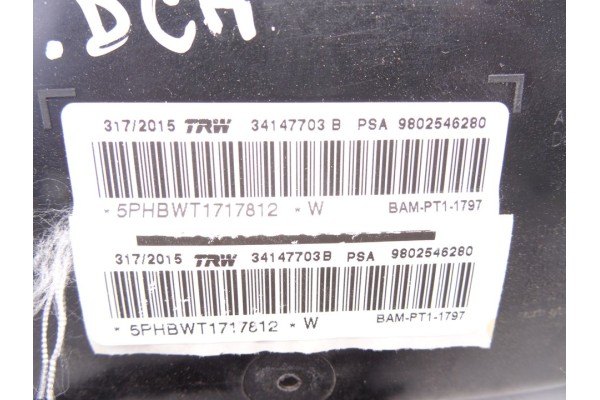 .DCH
317/2015 TRW 34147703 B PSA 9802546280
* 5PHBWT1717812 * W BAM-PT1-1797
317/2015 TRW 34147703B PSA 9802546280
* 5PHBWT1717812 * W BAM-PT1-1797